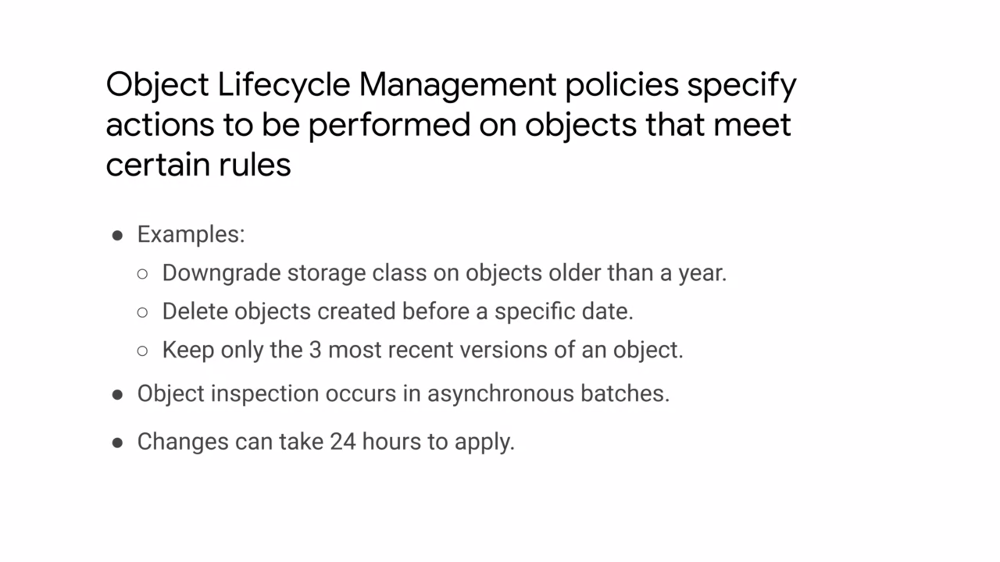 Object Lifecycle Management policies specify
actions to be performed on objects that meet
certain rules
● Examples:
○ Downgrade storage class on objects older than a year.
○ Delete objects created before a specific date.
○ Keep only the 3 most recent versions of an object.
● Object inspection occurs in asynchronous batches.
● Changes can take 24 hours to apply.